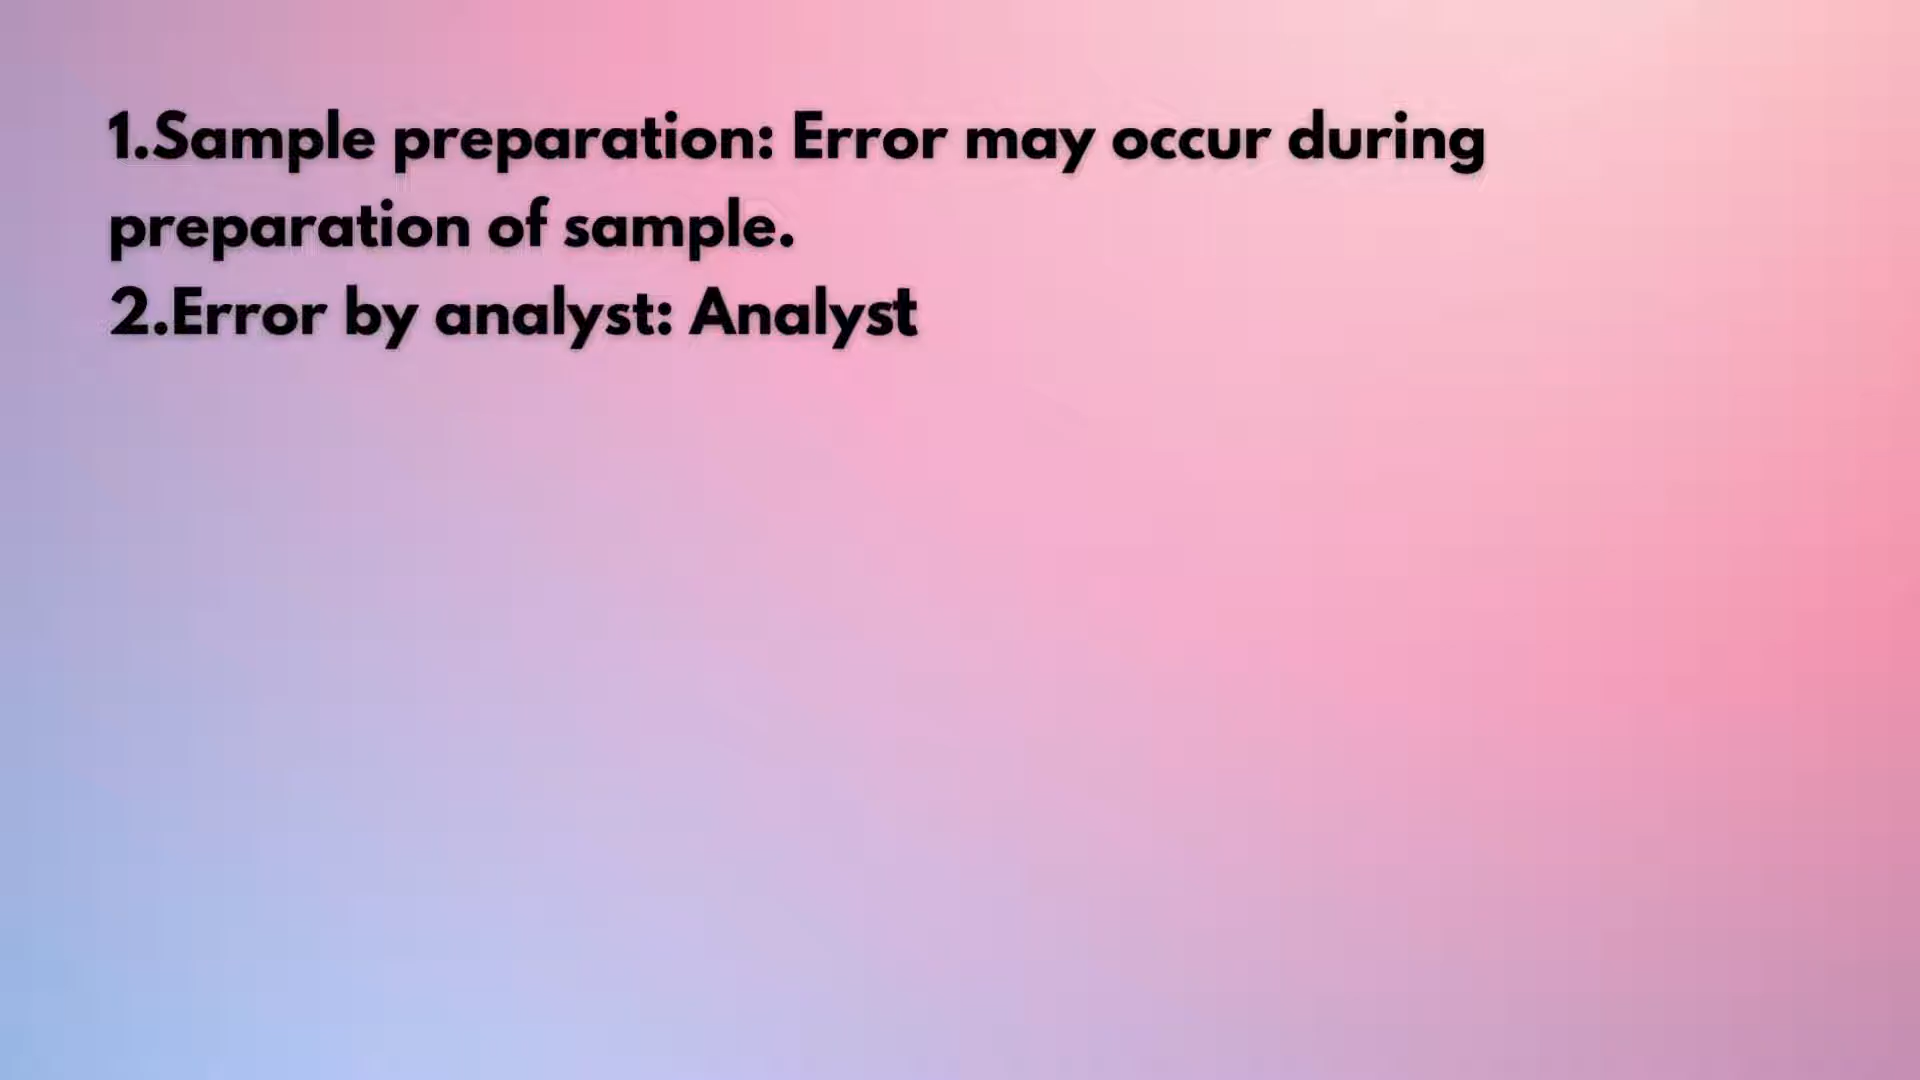 1.Sample preparation: Error may occur during
preparation of sample.
2.Error by analyst: Analyst